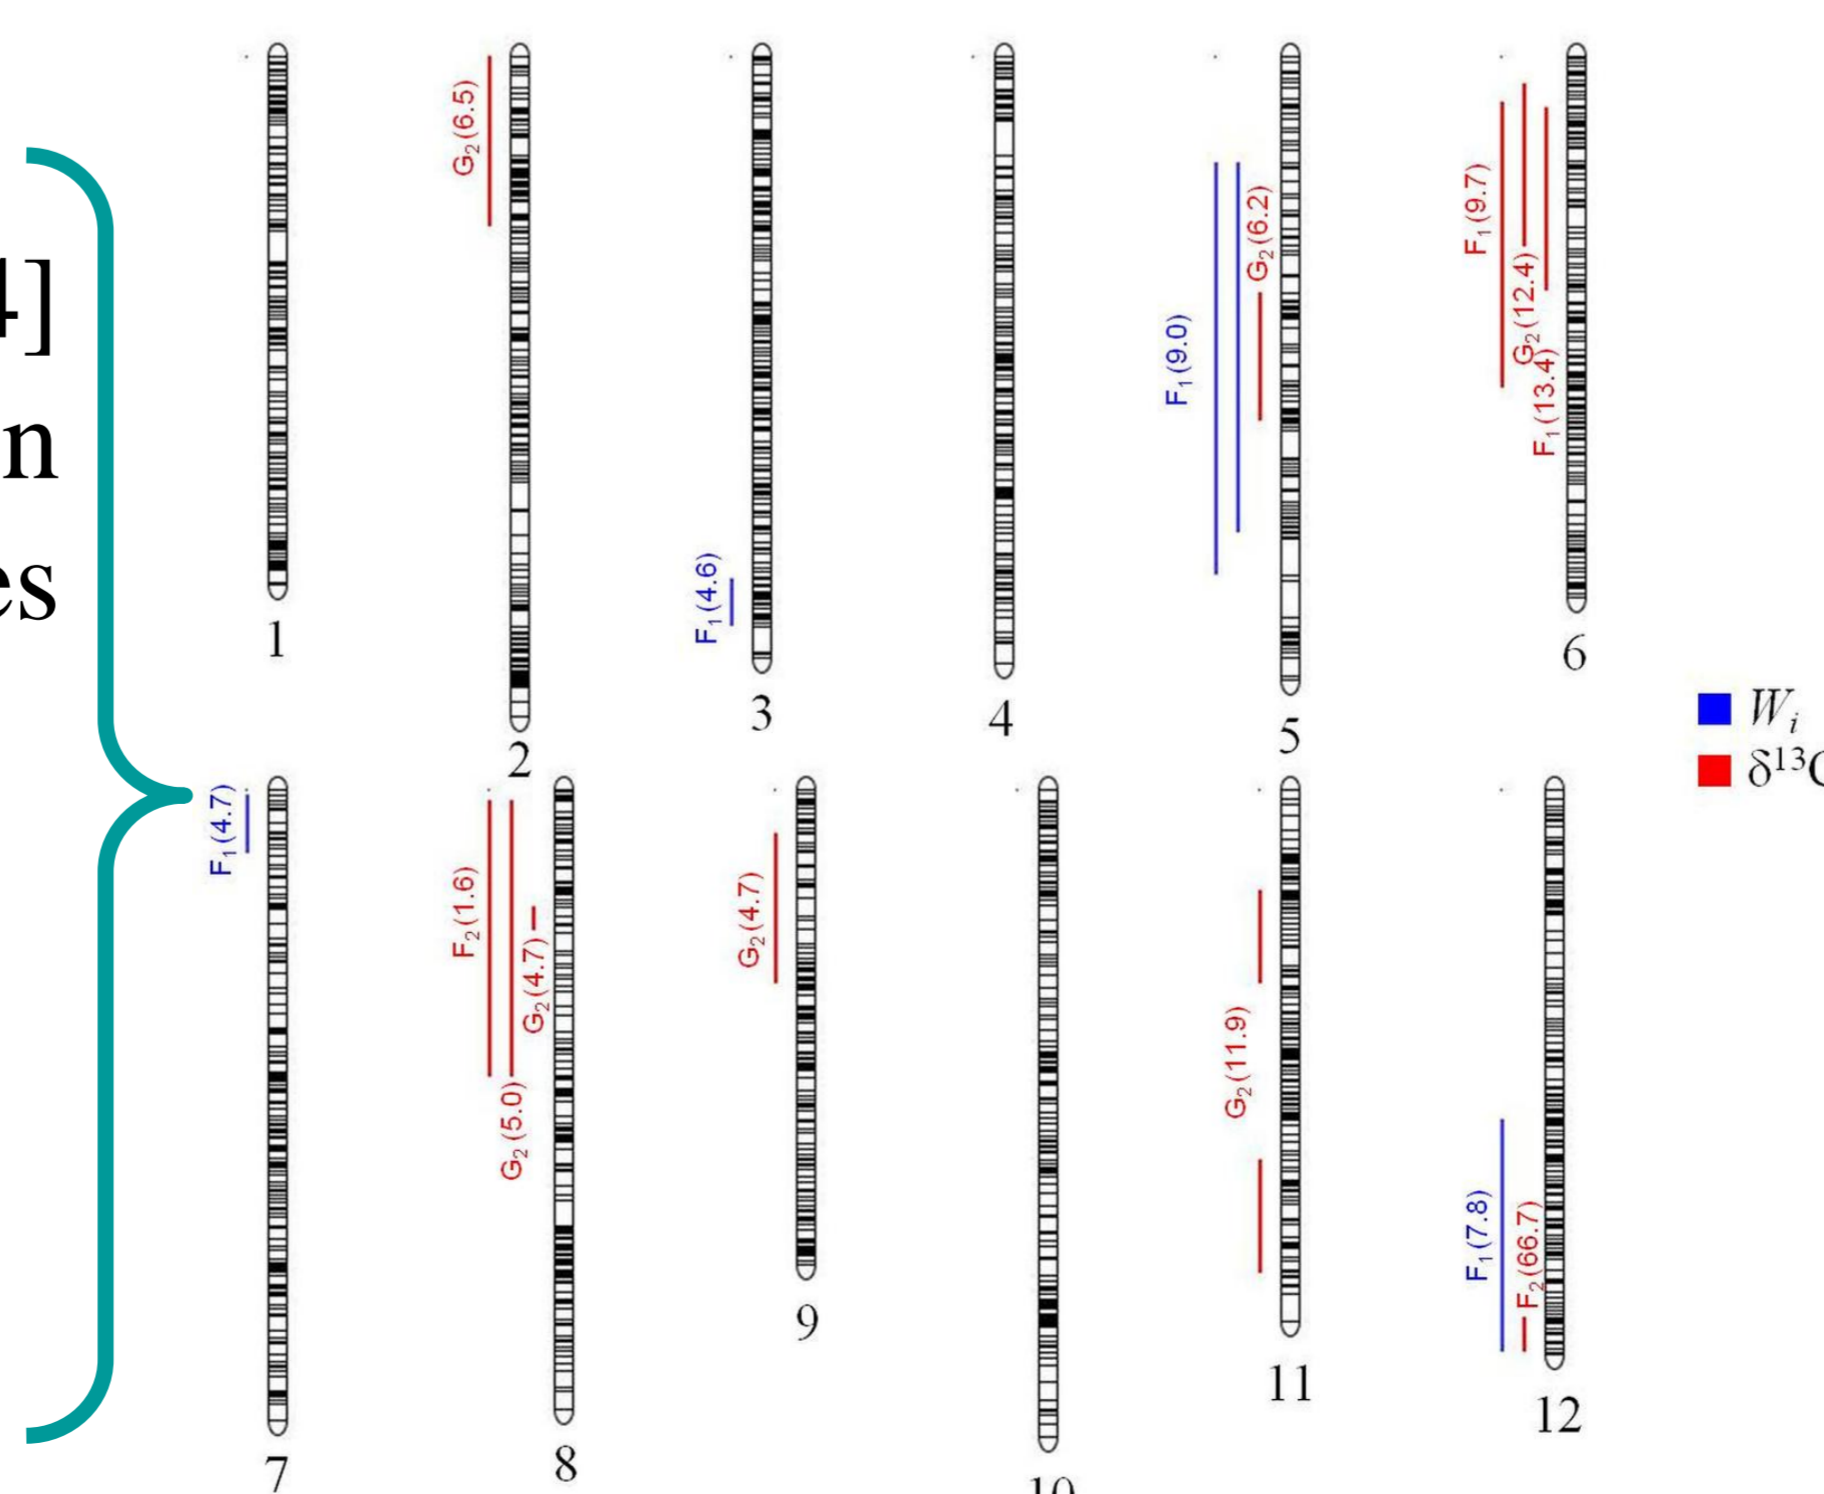 4]
n
es
G₂(6.5)
F₁(4.6)
F₁(9.0)
G₂(6.2)
F₁(9.7)
G₂(12.4)
F₁(13.4)
1
2
3
4
5
6
Wᵢ
δ¹³C
F₁(4.7)
F₂(1.6)
G₂(4.7)
G₂(5.0)
G₂(4.7)
G₂(11.9)
F₁(7.8)
F₂(66.7)
7
8
9
10
11
12